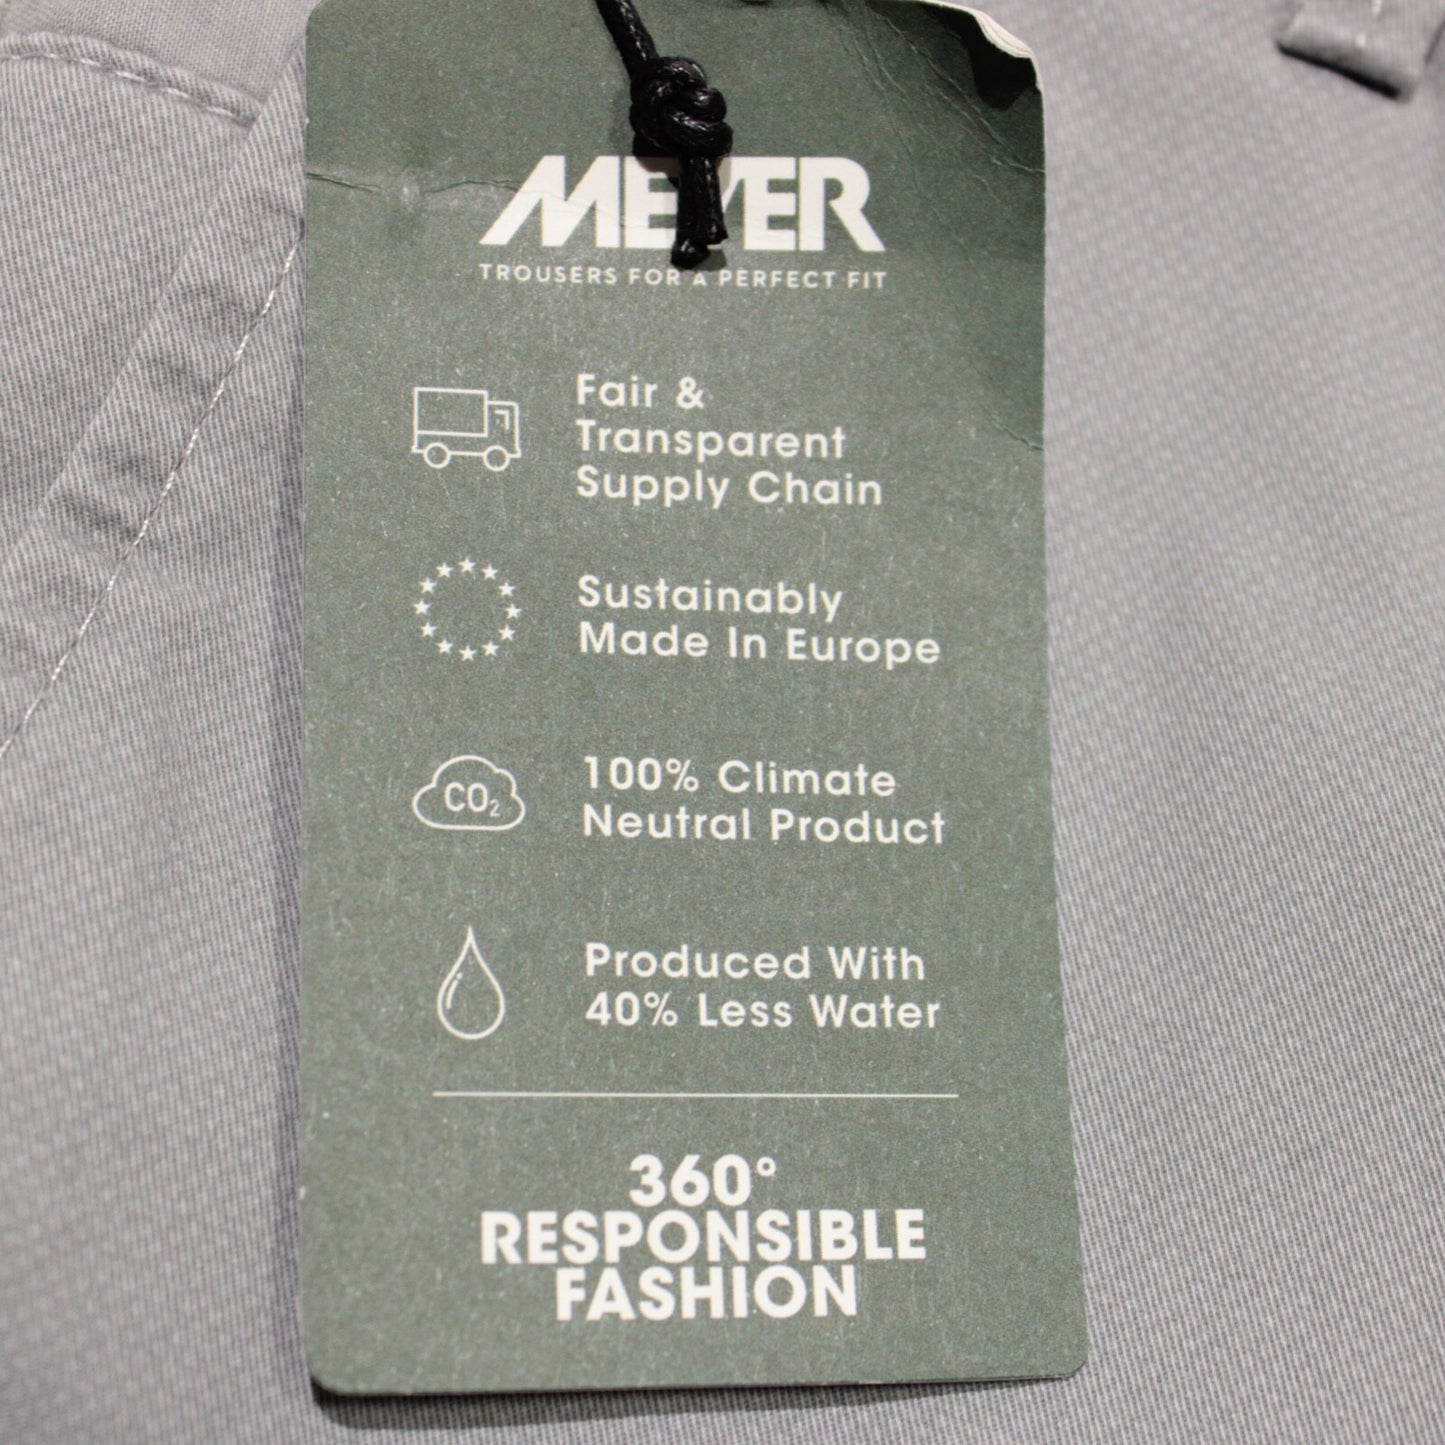 MEYER
TROUSERS FOR A PERFECT FIT
Fair &
Transparent
Supply Chain
Sustainably
Made In Europe
CO₂
100% Climate
Neutral Product
Produced With
40% Less Water
360°
RESPONSIBLE
FASHION